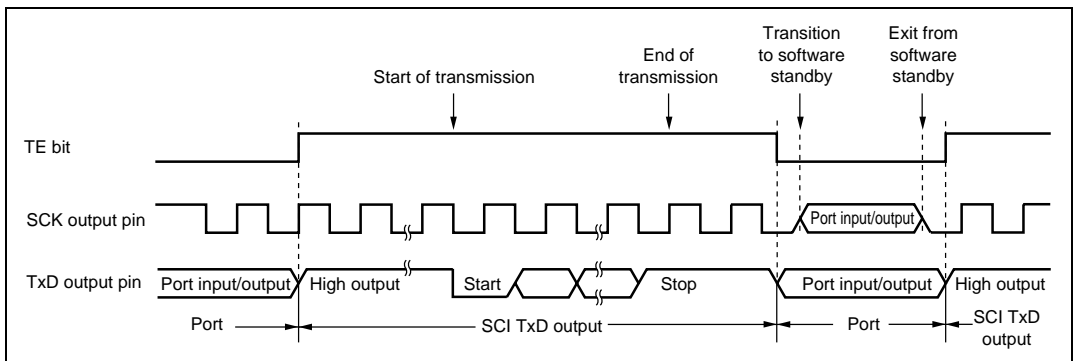 Start of transmission
End of
transmission
Transition
to software
standby
Exit from
software
standby
TE bit
SCK output pin
Port input/output
TxD output pin
Port input/output
High output
Start
Stop
Port input/output
High output
Port
SCI TxD output
Port
SCI TxD
output